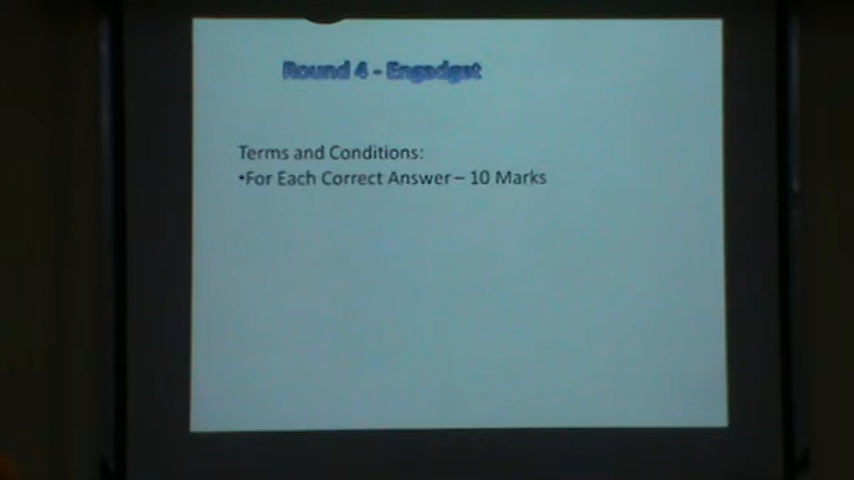 Round 4 - Engadget
Terms and Conditions:
•For Each Correct Answer – 10 Marks